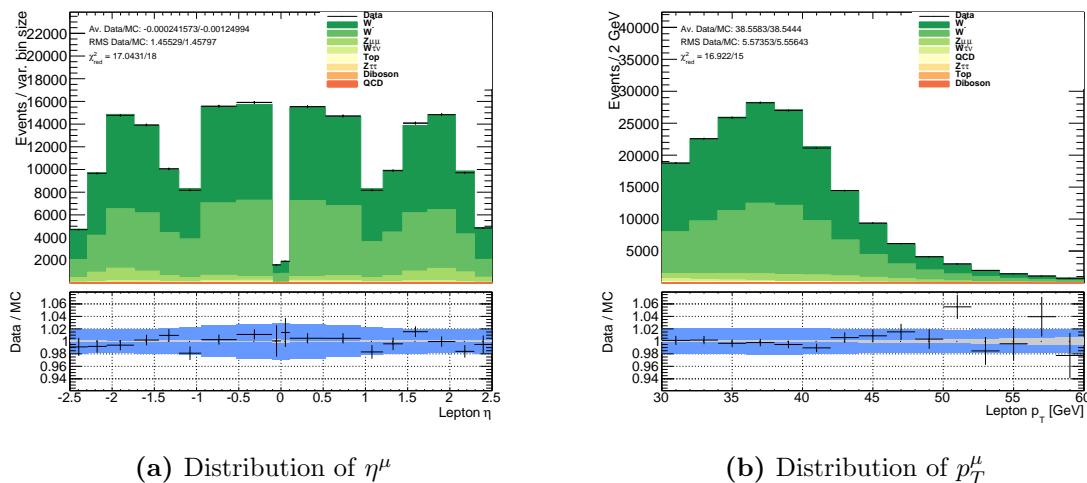 Events / var. bin size
22000
20000
18000
16000
14000
12000
10000
8000
6000
4000
2000
Av. Data/MC: -0.000241573/-0.00124994
RMS Data/MC: 1.45529/1.45797
χ²red = 17.0431/18
Data
W
W
Zμμ
Wτν
Top
Zττ
Diboson
QCD
Data / MC
1.06
1.04
1.02
1
0.98
0.96
0.94
-2.5 -2 -1.5 -1 -0.5 0 0.5 1 1.5 2 2.5
Lepton η
(a) Distribution of η^μ
Events / 2 GeV
40000
35000
30000
25000
20000
15000
10000
5000
0
Av. Data/MC: 38.5583/38.5444
RMS Data/MC: 5.57353/5.55643
χ²red = 16.922/15
Data
W
W
Zμμ
Wτν
QCD
Zττ
Top
Diboson
Data / MC
1.06
1.04
1.02
1
0.98
0.96
0.94
30 35 40 45 50 55 60
Lepton p_T [GeV]
(b) Distribution of p_T^μ